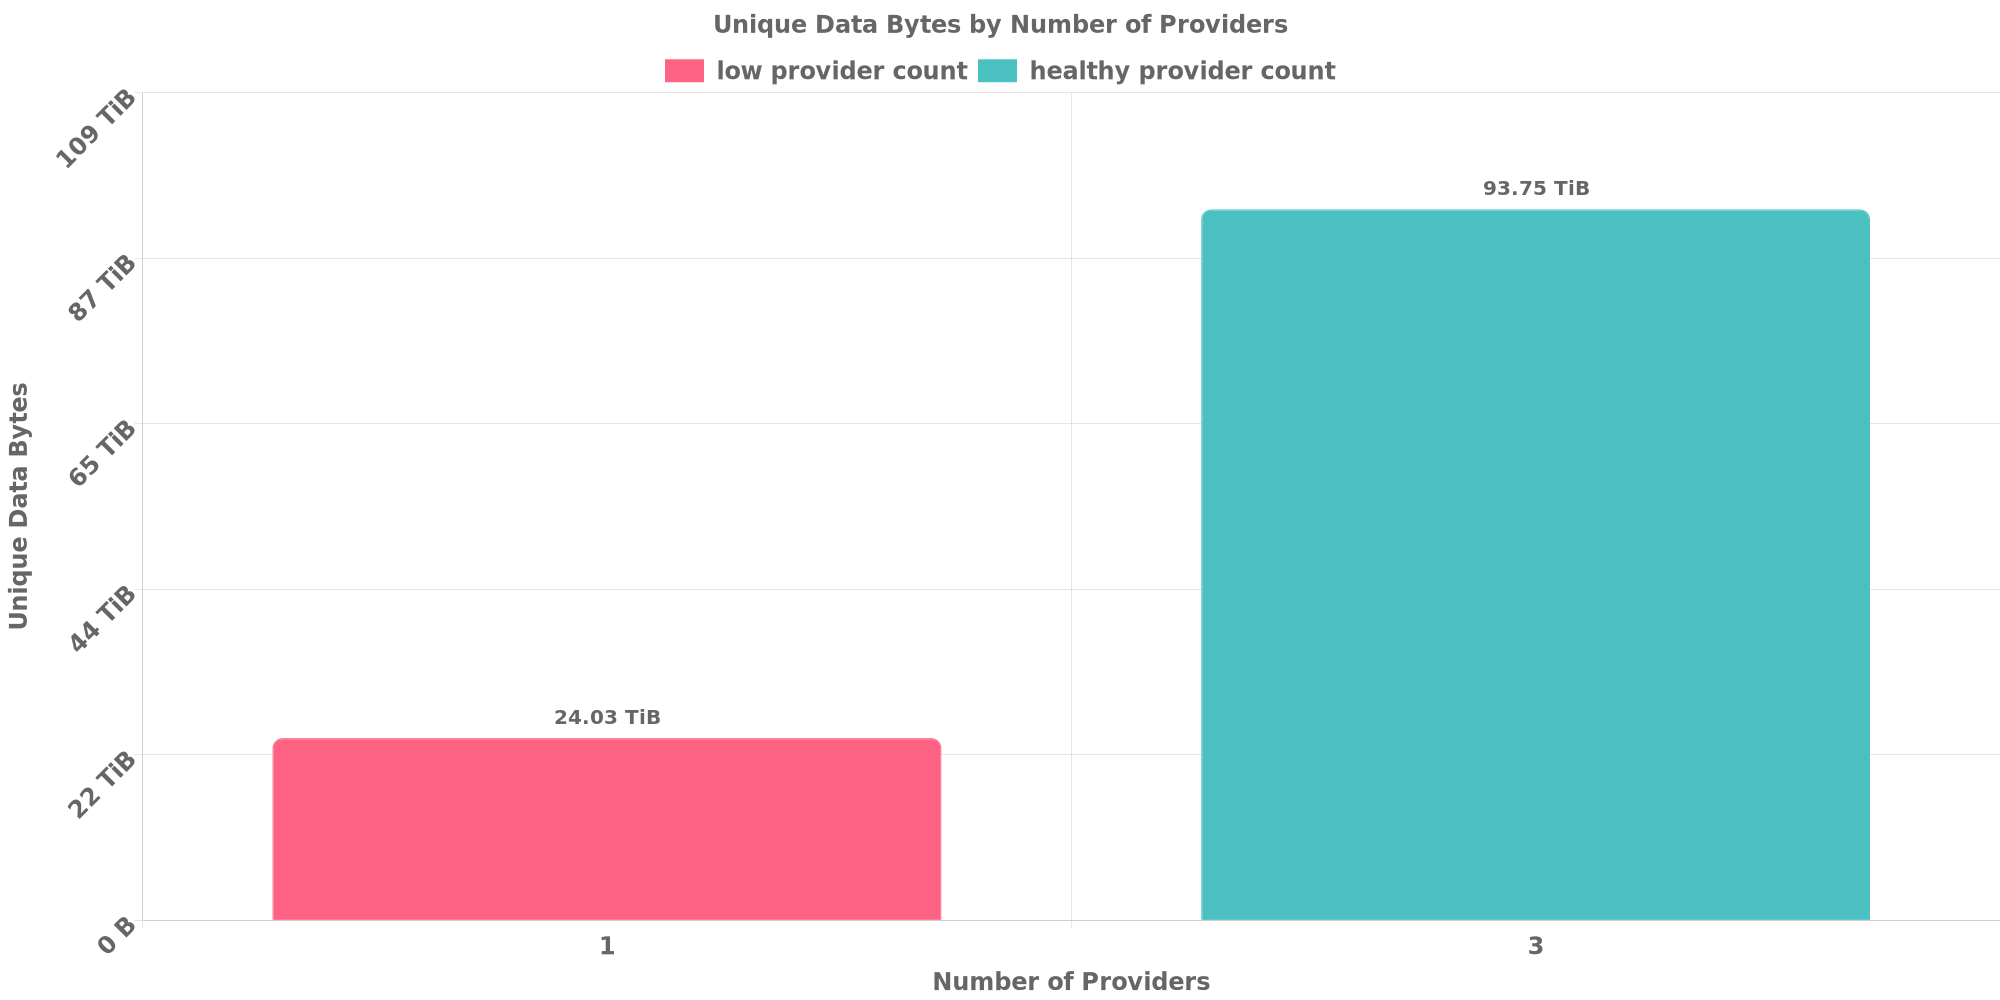 Unique Data Bytes by Number of Providers
low provider count healthy provider count
109 TiB
87 TiB
65 TiB
44 TiB
22 TiB
0 B
Unique Data Bytes
24.03 TiB
93.75 TiB
1 3
Number of Providers